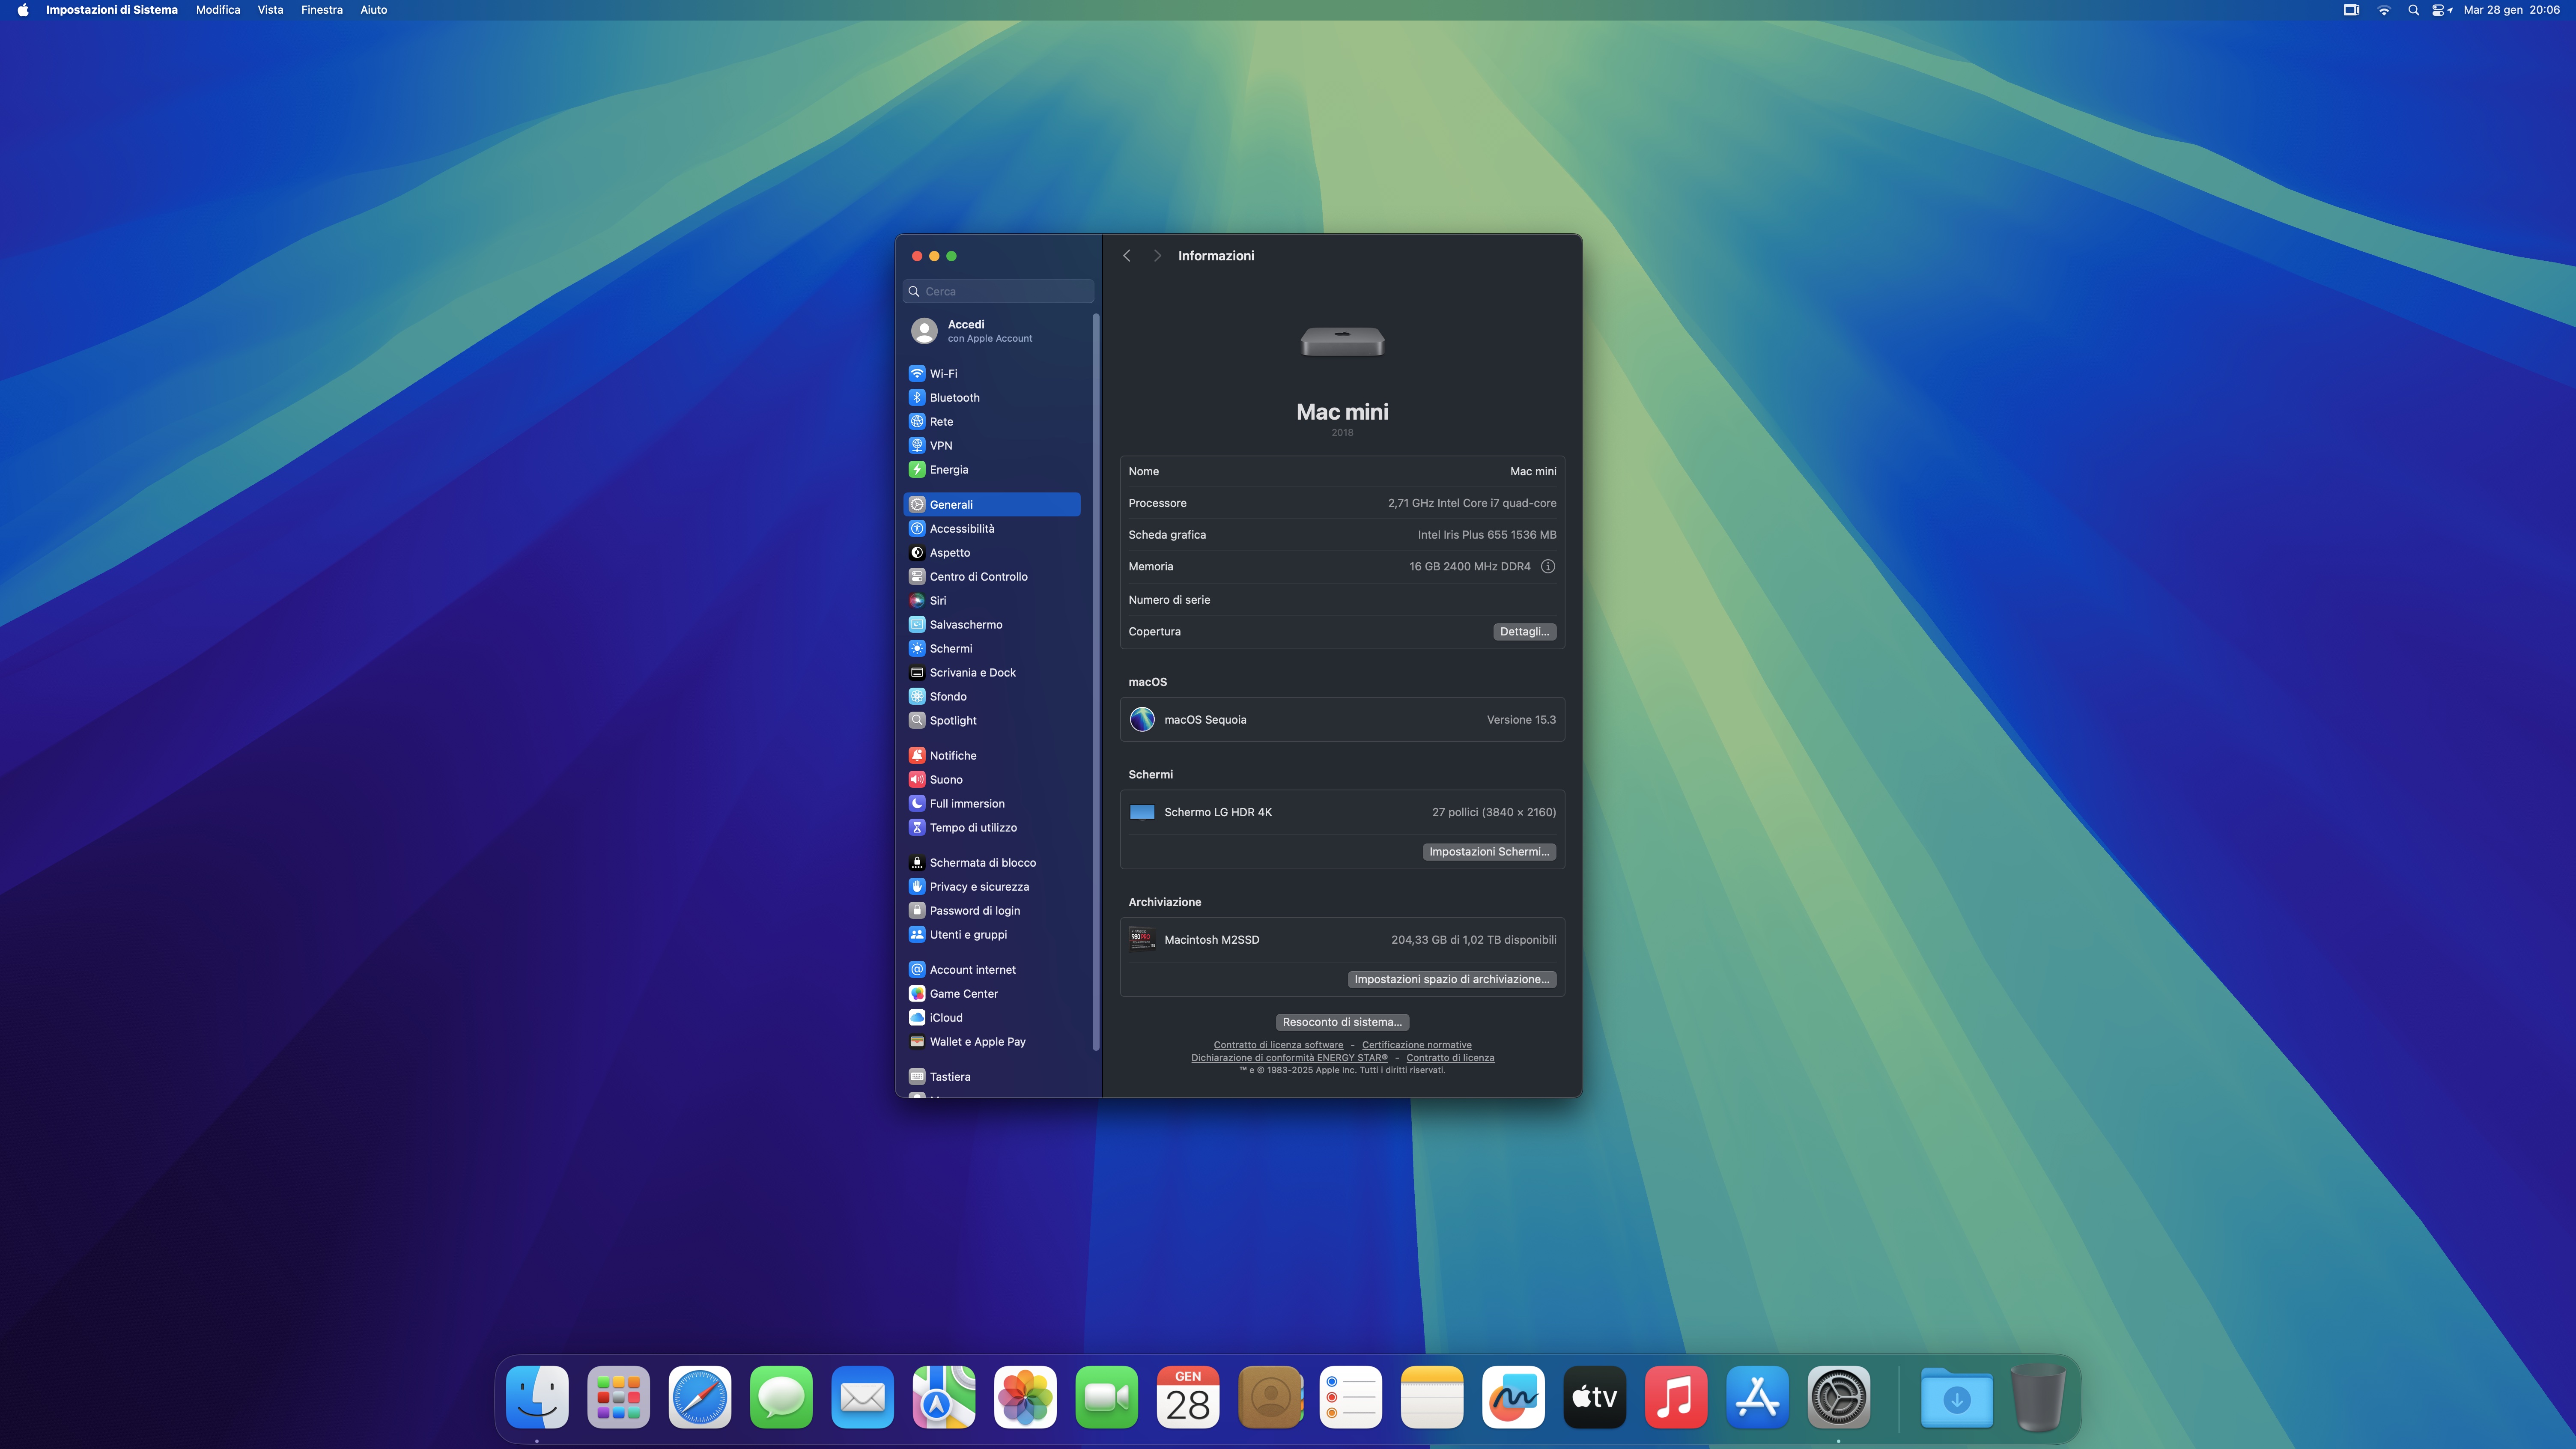 Impostazioni di Sistema Modifica Vista Finestra Aiuto
Mar 28 gen 20:06
Informazioni
Cerca
Accedi
con Apple Account
Wi-Fi
Bluetooth
Rete
VPN
Energia
Generali
Accessibilità
Aspetto
Centro di Controllo
Siri
Salvaschermo
Schermi
Scrivania e Dock
Sfondo
Spotlight
Notifiche
Suono
Full immersion
Tempo di utilizzo
Schermata di blocco
Privacy e sicurezza
Password di login
Utenti e gruppi
Account internet
Game Center
iCloud
Wallet e Apple Pay
Tastiera
Mac mini
2018
Nome Mac mini
Processore 2,71 GHz Intel Core i7 quad-core
Scheda grafica Intel Iris Plus 655 1536 MB
Memoria 16 GB 2400 MHz DDR4
Numero di serie
Copertura Dettagli...
macOS
macOS Sequoia Versione 15.3
Schermi
Schermo LG HDR 4K 27 pollici (3840 × 2160)
Impostazioni Schermi...
Archiviazione
980 PRO
Macintosh M2SSD 204,33 GB di 1,02 TB disponibili
Impostazioni spazio di archiviazione...
Resoconto di sistema...
Contratto di licenza software - Certificazione normative
Dichiarazione di conformità ENERGY STAR® - Contratto di licenza
™ e © 1983-2025 Apple Inc. Tutti i diritti riservati.
GEN
28
tv